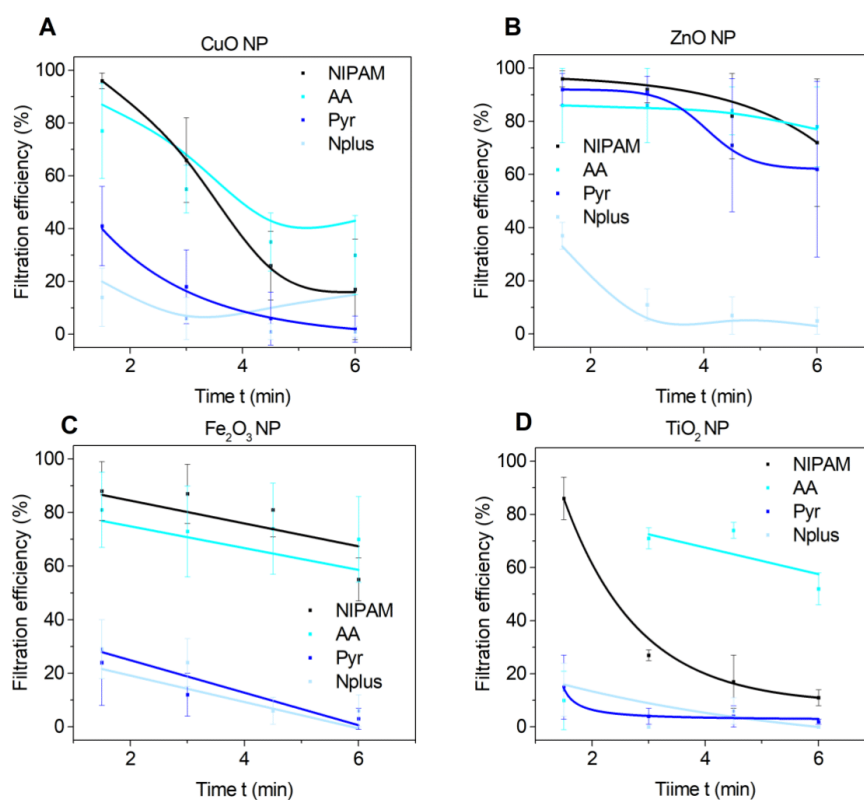 A
CuO NP
NIPAM
AA
Pyr
Nplus
Filtration efficiency (%)
100
80
60
40
20
0
2
4
6
Time t (min)
B
ZnO NP
NIPAM
AA
Pyr
Nplus
Filtration efficiency (%)
100
80
60
40
20
0
2
4
6
Time t (min)
C
Fe₂O₃ NP
NIPAM
AA
Pyr
Nplus
Filtration efficiency (%)
100
80
60
40
20
0
2
4
6
Time t (min)
D
TiO₂ NP
NIPAM
AA
Pyr
Nplus
Filtration efficiency (%)
100
80
60
40
20
0
2
4
6
Tiime t (min)